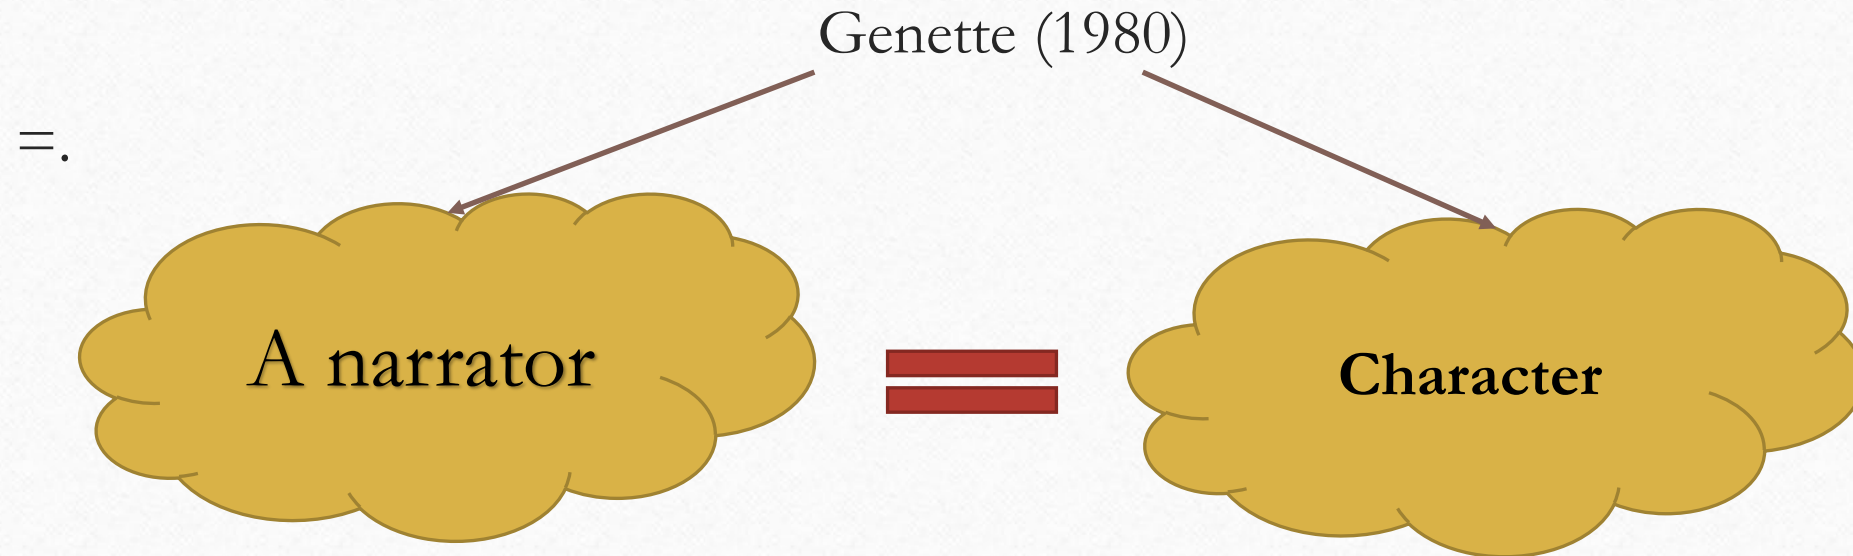 Genette (1980)
=.
A narrator
Character